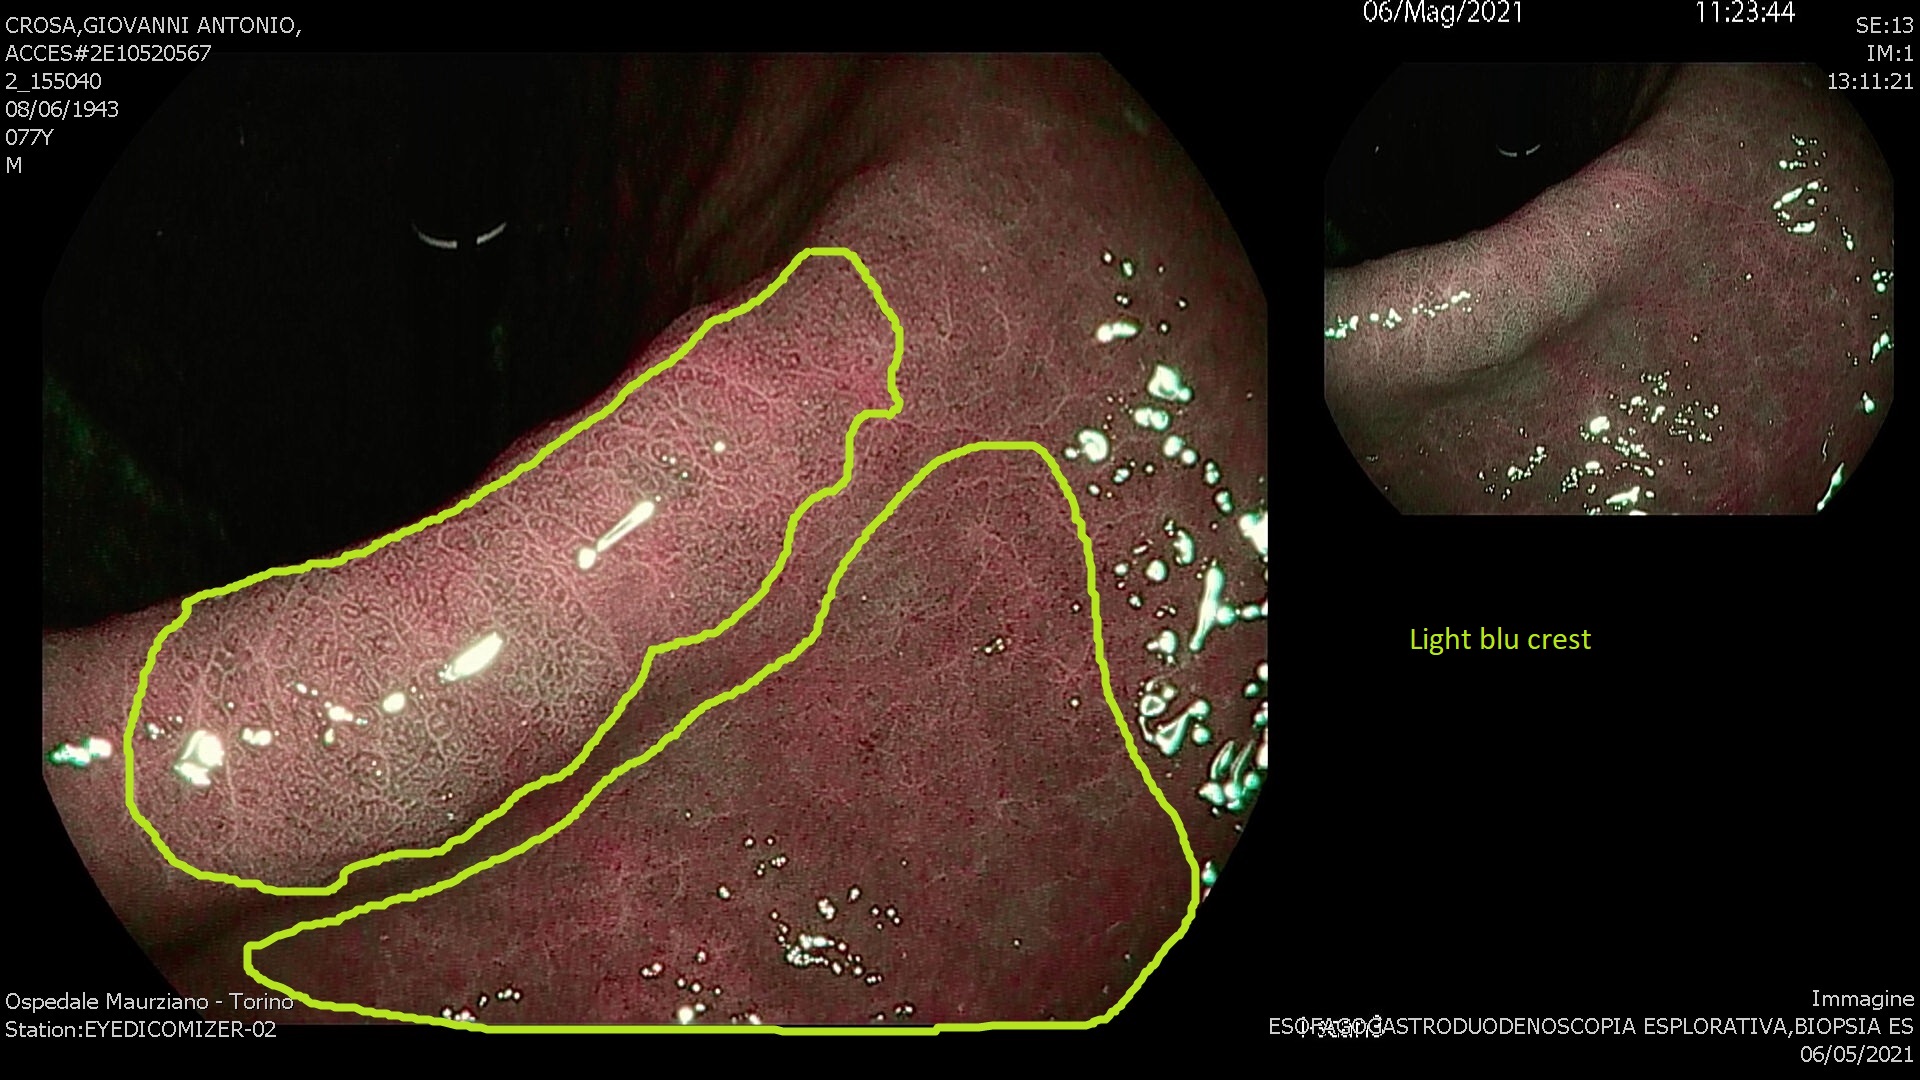 CROSA,GIOVANNI ANTONIO,
ACCES#2E10520567
2_155040
08/06/1943
077Y
M
06/Mag/2021 11:23:44
SE:13
IM:1
13:11:21
Light blu crest
Ospedale Maurziano - Torino
Station:EYEDICOMIZER-02
Immagine
ESOFAGOGASTRODUODENOSCOPIA ESPLORATIVA,BIOPSIA ES
06/05/2021